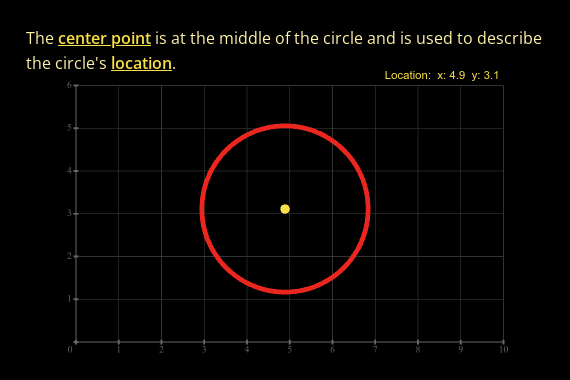 The center point is at the middle of the circle and is used to describe
the circle's location.
Location:  x: 4.9  y: 3.1
6
5
4
3
2
1
0
1 2 3 4 5 6 7 8 9 10